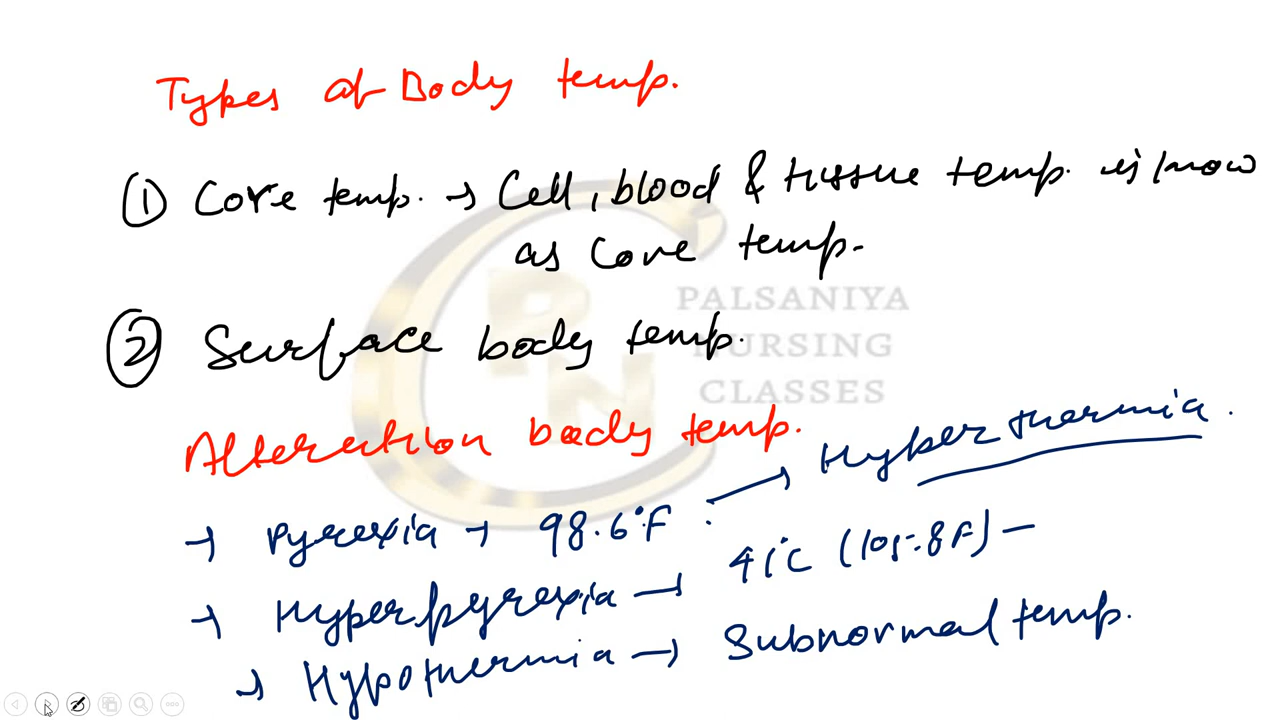 Types of Body temp.
① Core temp. → Cell, blood & tissue temp. is know
as Core temp.
PALSANIYA
② Surface body temp.
NURSING
CLASSES
Alteration body temp.
→ Pyrexia → 98.6°F → Hyperthermia.
→ Hyperpyrexia → 41°C (105.8F) –
→ Hypothermia → Subnormal temp.